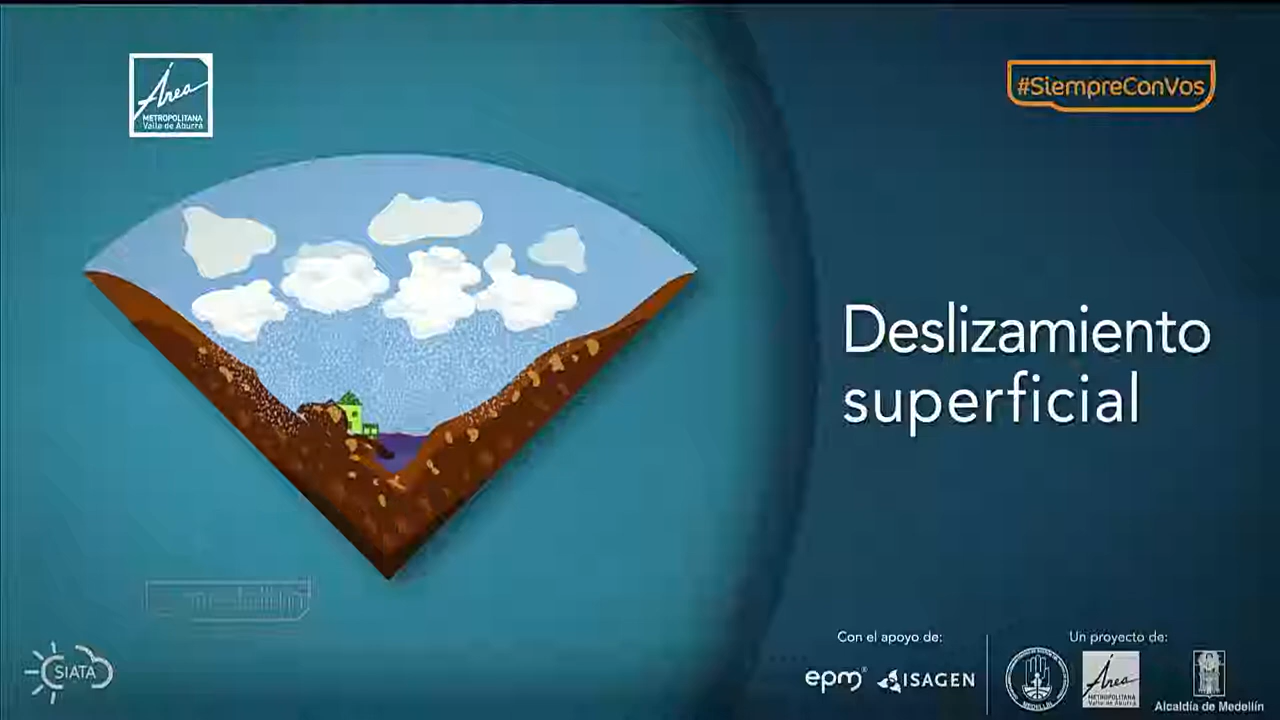 Área
METROPOLITANA
Valle de Aburrá
#SiempreConVos
Deslizamiento
superficial
SIATA
Con el apoyo de:
epm®
ISAGEN
Un proyecto de:
MEDELLÍN
Área
METROPOLITANA
Valle de Aburrá
Alcaldía de Medellín